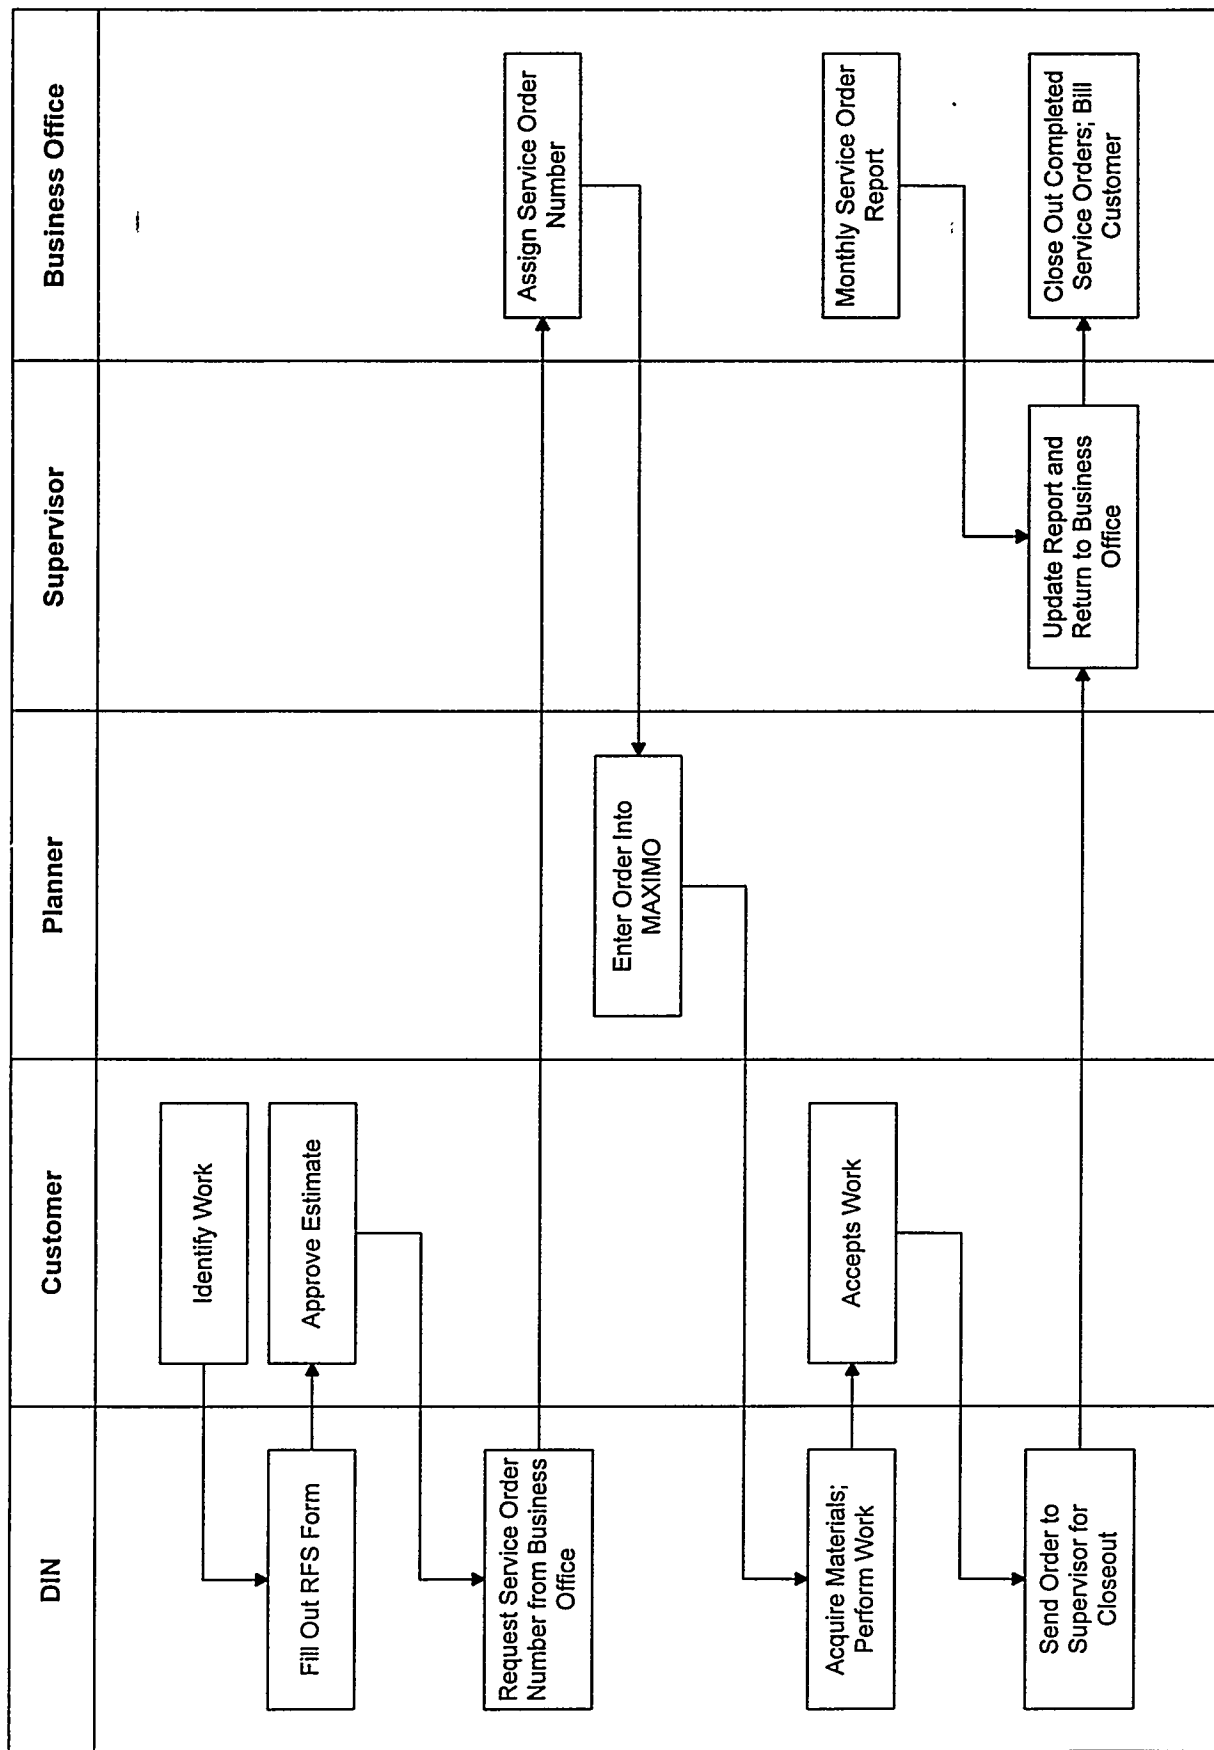 DIN
Customer
Planner
Supervisor
Business Office
Identify Work
Fill Out RFS Form
Approve Estimate
Request Service Order
Number from Business
Office
Assign Service Order
Number
Enter Order Into
MAXIMO
Acquire Materials;
Perform Work
Accepts Work
Monthly Service Order
Report
Send Order to
Supervisor for
Closeout
Update Report and
Return to Business
Office
Close Out Completed
Service Orders; Bill
Customer